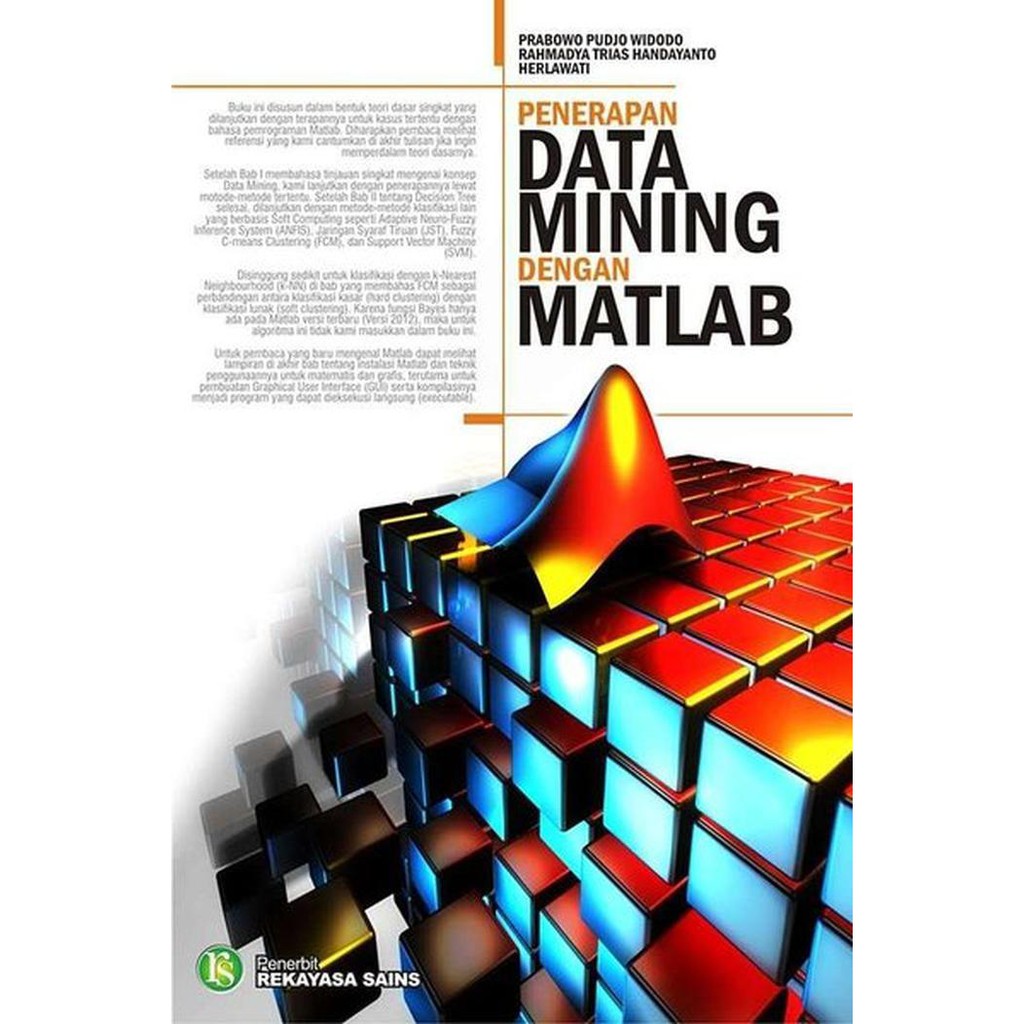 PRABOWO PUDJO WIDODO
RAHMADYA TRIAS HANDAYANTO
HERLAWATI
PENERAPAN
DATA
MINING
DENGAN
MATLAB
Buku ini disusun dalam bentuk teori dasar singkat yang
dilanjutkan dengan terapannya untuk kasus tertentu dengan
bahasa pemrograman Matlab. Diharapkan pembaca melihat
referensi yang kami cantumkan di akhir tulisan jika ingin
memperdalam teori dasarnya.
Setelah Bab I membahasa tinjauan singkat mengenai konsep
Data Mining, kami lanjutkan dengan penerapannya lewat
motode-metode tertentu. Setelah Bab II tentang Decision Tree
selesai, dilanjutkan dengan metode-metode klasifikasi lain
yang berbasis Soft Computing seperti Adaptive Neuro-Fuzzy
Inference System (ANFIS), Jaringan Syaraf Tiruan (JST), Fuzzy
C-means Clustering (FCM), dan Support Vector Machine
(SVM).
Disinggung sedikit untuk klasifikasi dengan k-Nearest
Neighbourhood (k-NN) di bab yang membahas FCM sebagai
perbandingan antara klasifikasi kasar (hard clustering) dengan
klasifikasi lunak (soft clustering). Karena fungsi Bayes hanya
ada pada Matlab versi terbaru (Versi 2012), maka untuk
algoritma ini tidak kami masukkan dalam buku ini.
Untuk pembaca yang baru mengenal Matlab dapat melihat
lampiran di akhir bab tentang instalasi Matlab dan teknik
penggunaannya untuk matematis dan grafis, terutama untuk
pembuatan Graphical User Interface (GUI) serta kompilasinya
menjadi program yang dapat dieksekusi langsung (executable).
rs
Penerbit
REKAYASA SAINS